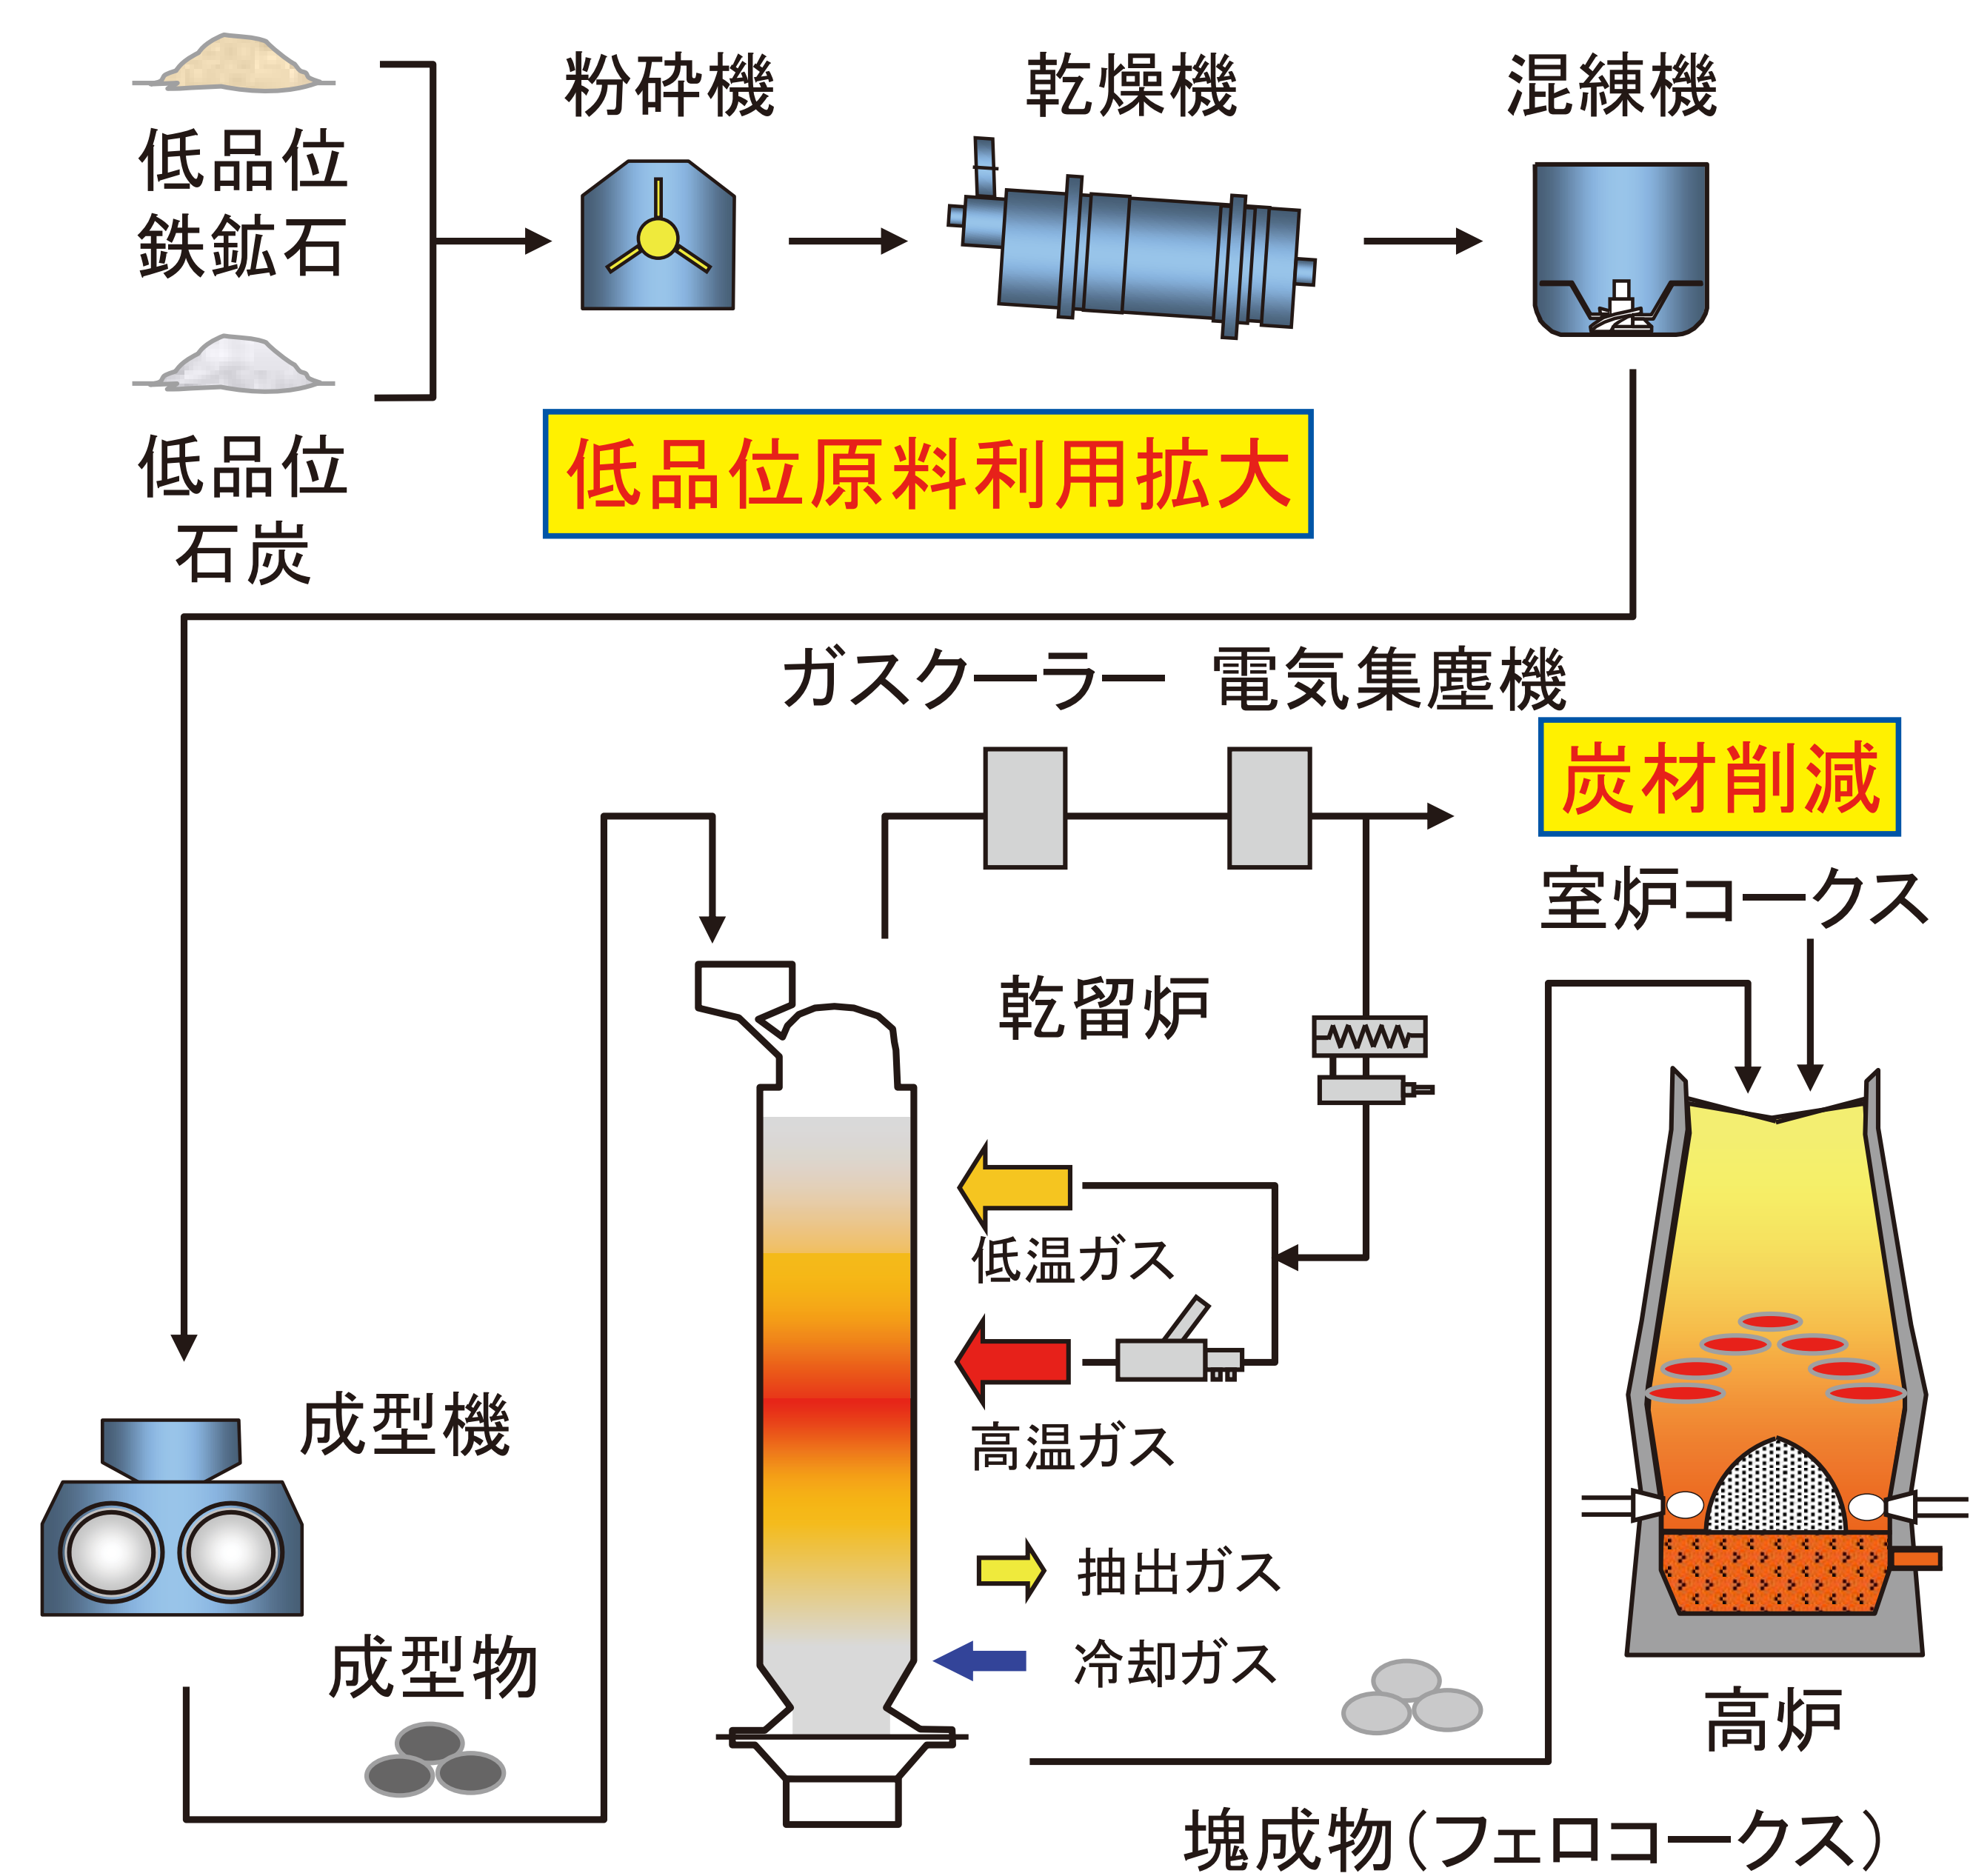 低品位
鉄鉱石
低品位
石炭
粉砕機
乾燥機
混練機
低品位原料利用拡大
ガスクーラー
電気集塵機
炭材削減
室炉コークス
乾留炉
低温ガス
高温ガス
成型機
抽出ガス
冷却ガス
成型物
高炉
塊成物（フェロコークス）